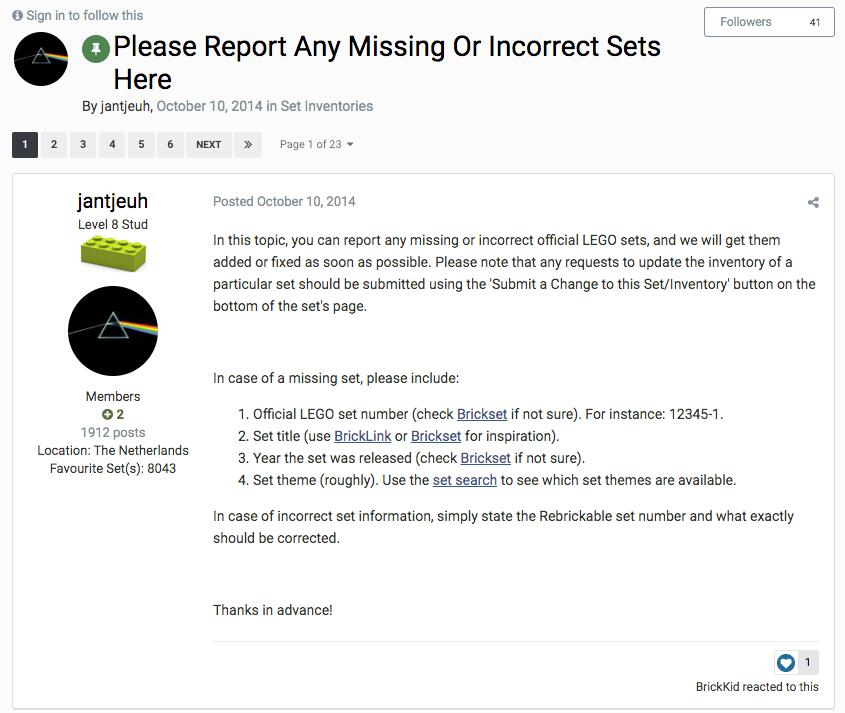 Sign in to follow this
Followers 41
Please Report Any Missing Or Incorrect Sets
Here
By jantjeuh, October 10, 2014 in Set Inventories
1 2 3 4 5 6 NEXT » Page 1 of 23
jantjeuh
Level 8 Stud
Members
2
1912 posts
Location: The Netherlands
Favourite Set(s): 8043
Posted October 10, 2014
In this topic, you can report any missing or incorrect official LEGO sets, and we will get them
added or fixed as soon as possible. Please note that any requests to update the inventory of a
particular set should be submitted using the 'Submit a Change to this Set/Inventory' button on the
bottom of the set's page.
In case of a missing set, please include:
1. Official LEGO set number (check Brickset if not sure). For instance: 12345-1.
2. Set title (use BrickLink or Brickset for inspiration).
3. Year the set was released (check Brickset if not sure).
4. Set theme (roughly). Use the set search to see which set themes are available.
In case of incorrect set information, simply state the Rebrickable set number and what exactly
should be corrected.
Thanks in advance!
1
BrickKid reacted to this